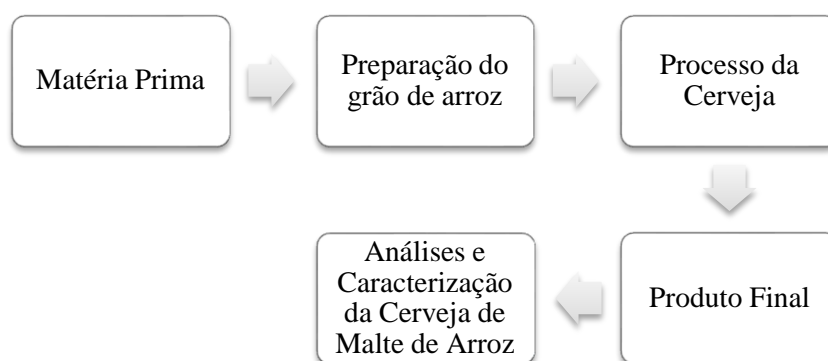 Matéria Prima
Preparação do
grão de arroz
Processo da
Cerveja
Produto Final
Análises e
Caracterização
da Cerveja de
Malte de Arroz